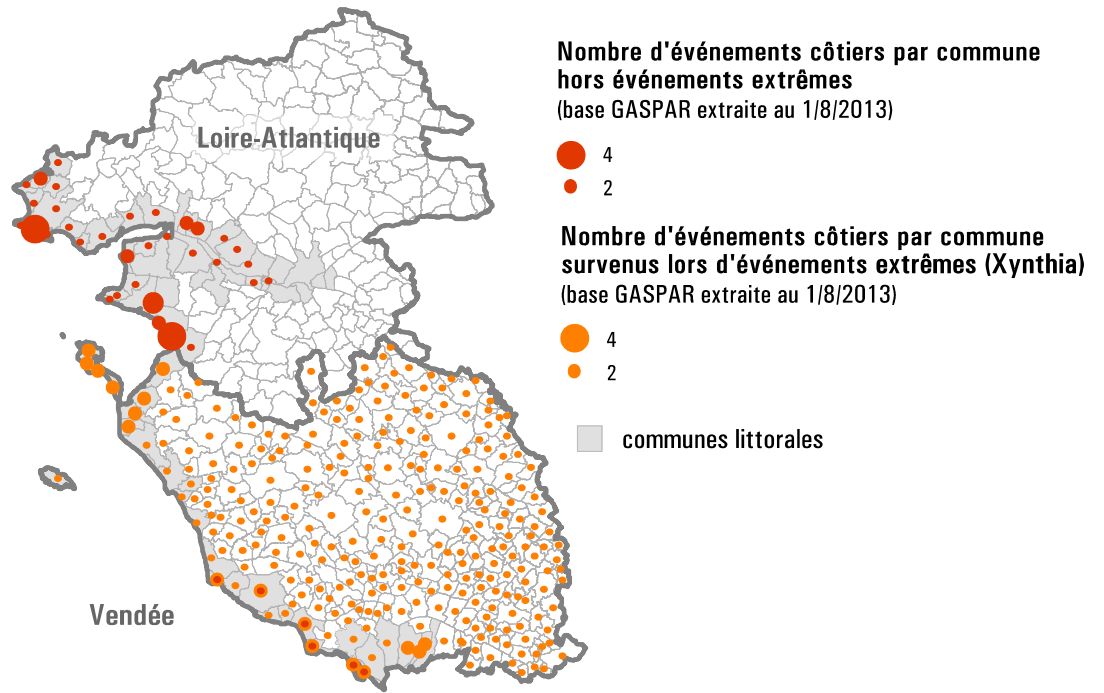 Nombre d'événements côtiers par commune
hors événements extrêmes
(base GASPAR extraite au 1/8/2013)
4
2
Loire-Atlantique
Nombre d'événements côtiers par commune
survenus lors d'événements extrêmes (Xynthia)
(base GASPAR extraite au 1/8/2013)
4
2
communes littorales
Vendée